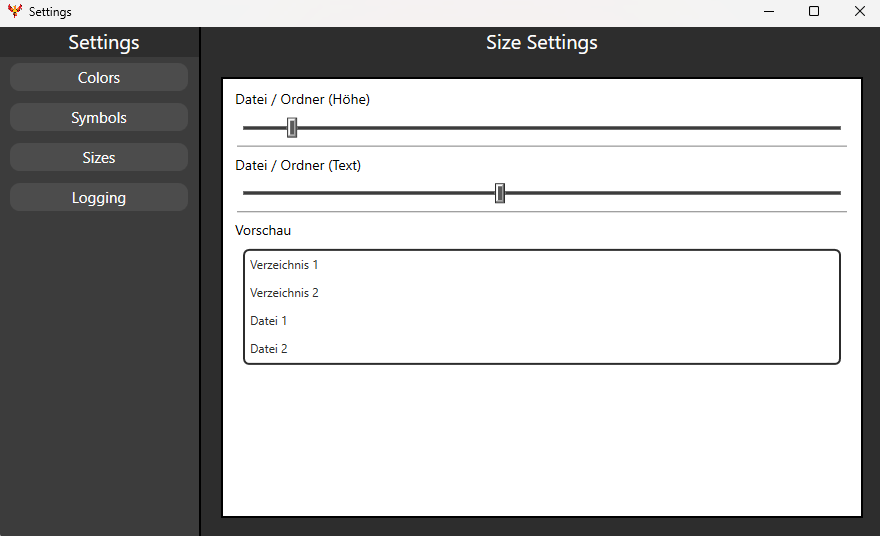 Settings
Settings
Colors
Symbols
Sizes
Logging
Size Settings
Datei / Ordner (Höhe)
Datei / Ordner (Text)
Vorschau
Verzeichnis 1
Verzeichnis 2
Datei 1
Datei 2